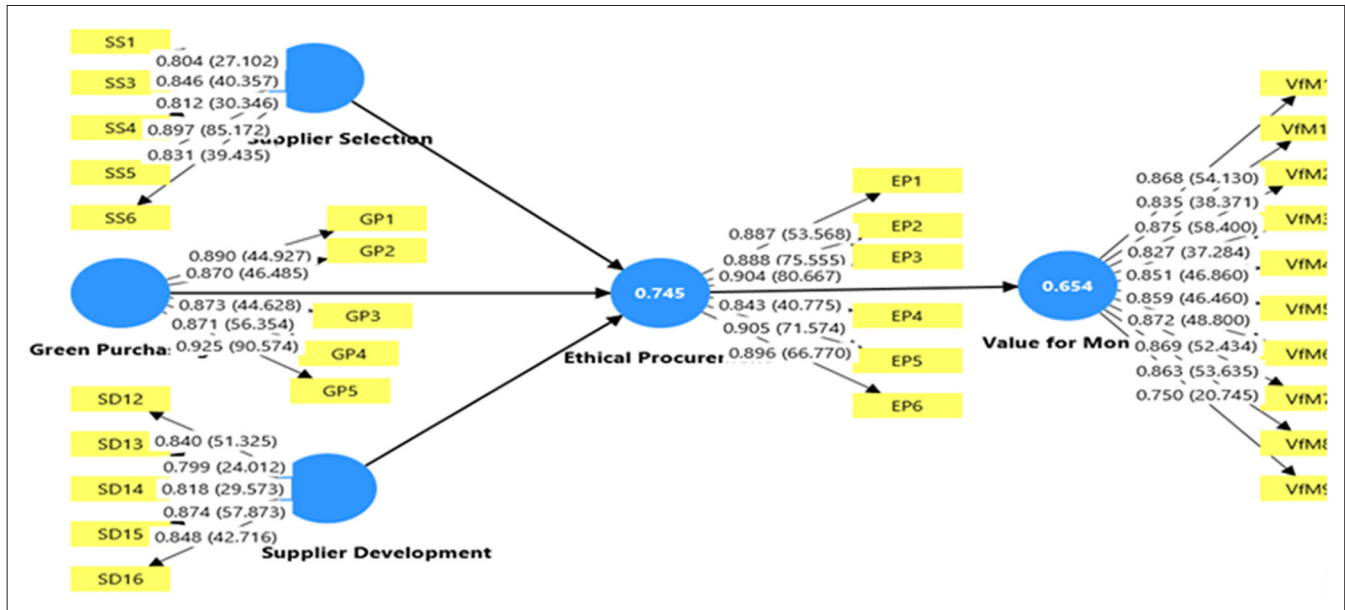 SS1
SS3
SS4
SS5
SS6
0.804 (27.102)
0.846 (40.357)
0.812 (30.346)
0.897 (85.172)
0.831 (39.435)
Supplier Selection
GP1
GP2
GP3
GP4
GP5
0.890 (44.927)
0.870 (46.485)
0.873 (44.628)
0.871 (56.354)
0.925 (90.574)
Green Purcha
SD12
SD13
SD14
SD15
SD16
0.840 (51.325)
0.799 (24.012)
0.818 (29.573)
0.874 (57.873)
0.848 (42.716)
Supplier Development
0.745
Ethical Procurer
EP1
EP2
EP3
EP4
EP5
EP6
0.887 (53.568)
0.888 (75.555)
0.904 (80.667)
0.843 (40.775)
0.905 (71.574)
0.896 (66.770)
0.654
Value for Mon
0.868 (54.130)
0.835 (38.371)
0.875 (58.400)
0.827 (37.284)
0.851 (46.860)
0.859 (46.460)
0.872 (48.800)
0.869 (52.434)
0.863 (53.635)
0.750 (20.745)
VfM1
VfM1
VfM2
VfM3
VfM4
VfM5
VfM6
VfM7
VfM8
VfM9